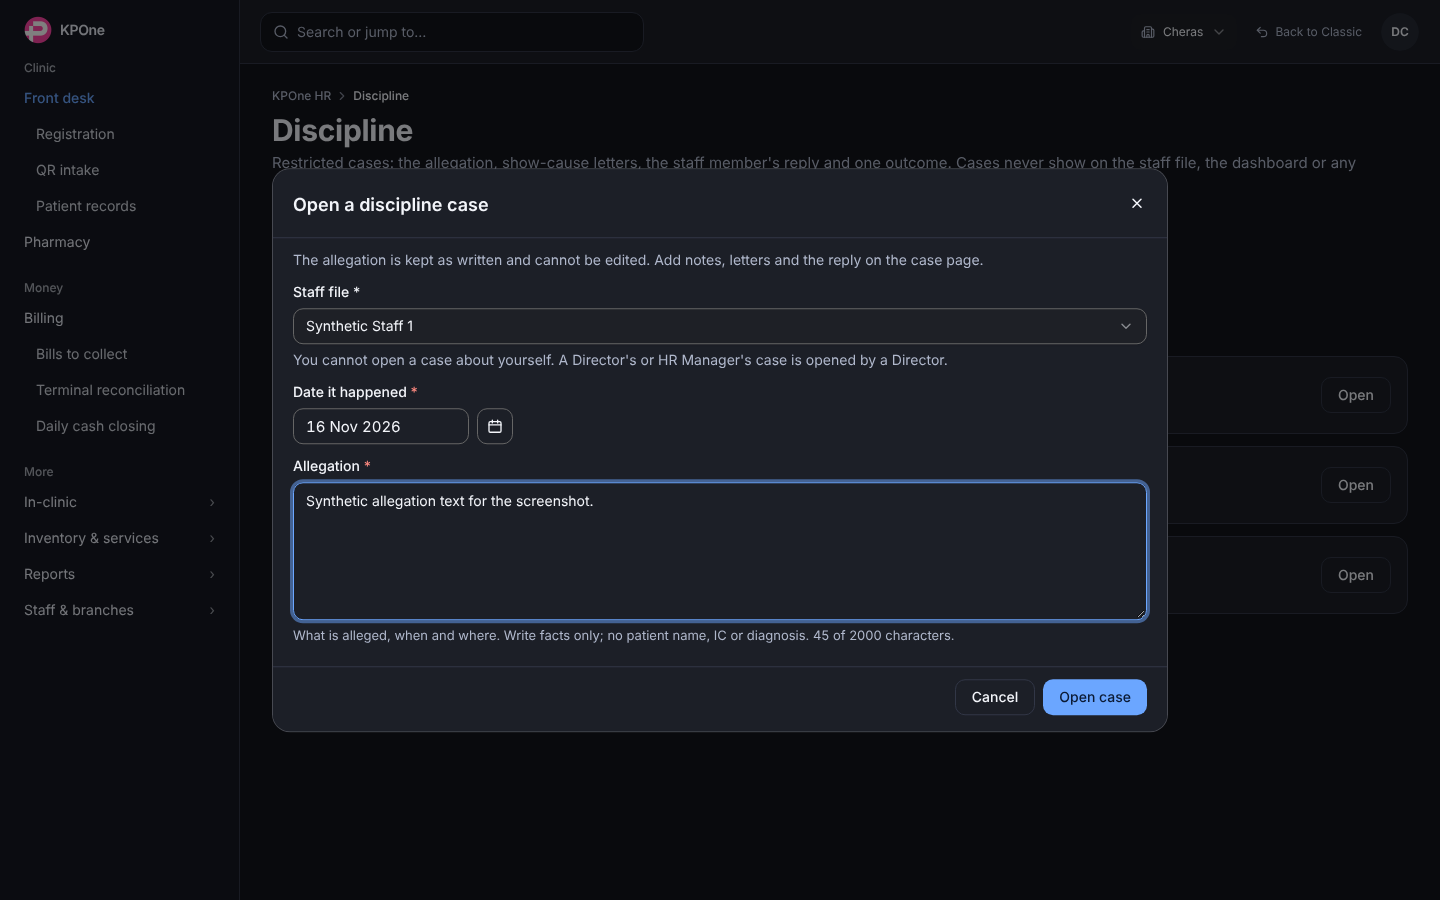 KPOne
Search or jump to...
Cheras
Back to Classic
DC
Clinic
Front desk
Registration
QR intake
Patient records
Pharmacy
Money
Billing
Bills to collect
Terminal reconciliation
Daily cash closing
More
In-clinic
Inventory & services
Reports
Staff & branches
KPOne HR > Discipline
Discipline
Restricted cases: the allegation, show-cause letters, the staff member's reply and one outcome. Cases never show on the staff file, the dashboard or any
Open a discipline case
The allegation is kept as written and cannot be edited. Add notes, letters and the reply on the case page.
Staff file *
Synthetic Staff 1
You cannot open a case about yourself. A Director's or HR Manager's case is opened by a Director.
Date it happened *
16 Nov 2026
Allegation *
Synthetic allegation text for the screenshot.
What is alleged, when and where. Write facts only; no patient name, IC or diagnosis. 45 of 2000 characters.
Cancel
Open case
Open
Open
Open